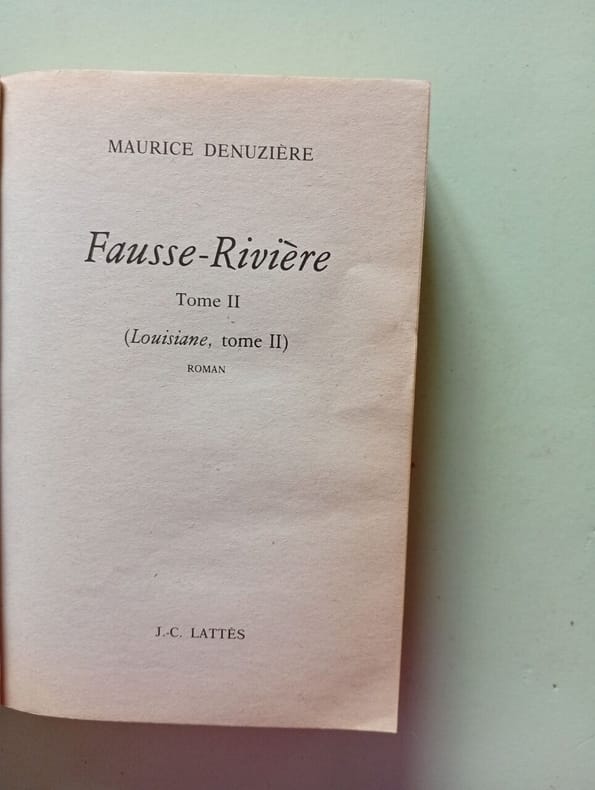 MAURICE DENUZIÈRE
Fausse-Rivière
Tome II
(Louisiane, tome II)
ROMAN
J.-C. LATTÈS